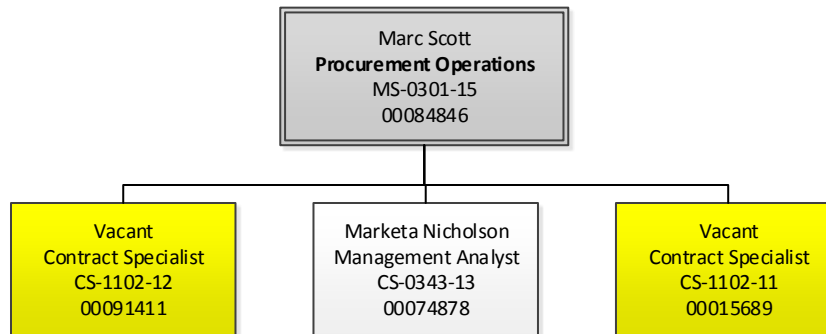 Marc Scott
Procurement Operations
MS-0301-15
00084846
Vacant
Contract Specialist
CS-1102-12
00091411
Marketa Nicholson
Management Analyst
CS-0343-13
00074878
Vacant
Contract Specialist
CS-1102-11
00015689